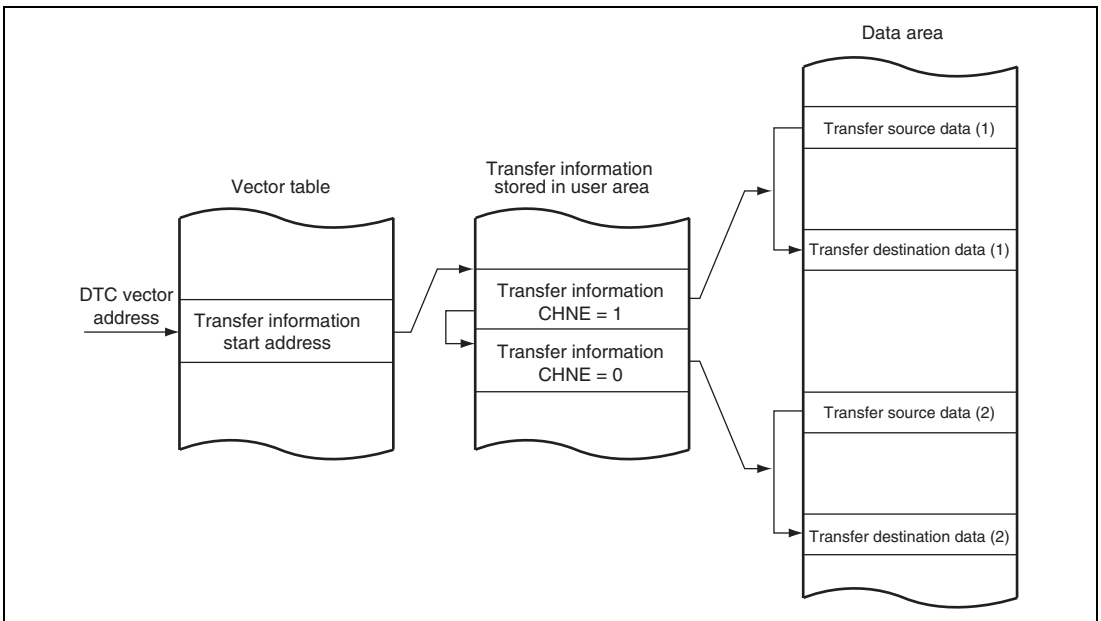 Data area
Transfer source data (1)
Transfer information
stored in user area
Vector table
Transfer destination data (1)
DTC vector
address
Transfer information
start address
Transfer information
CHNE = 1
Transfer information
CHNE = 0
Transfer source data (2)
Transfer destination data (2)